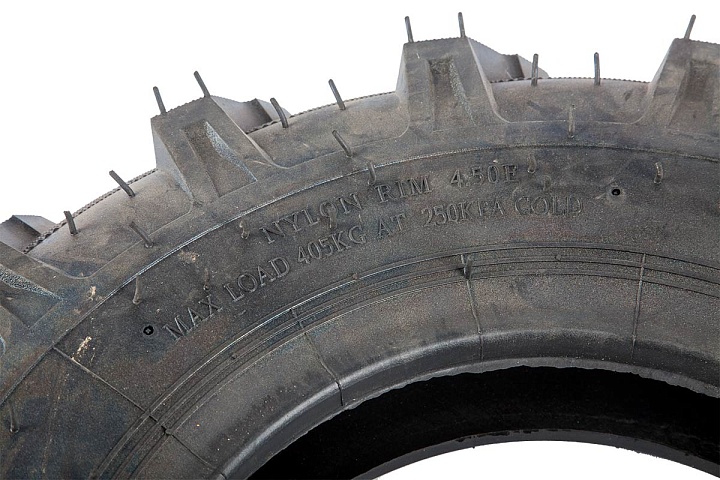 NYLON RIM 4.50E
MAX LOAD 405KG AT 250KPA COLD